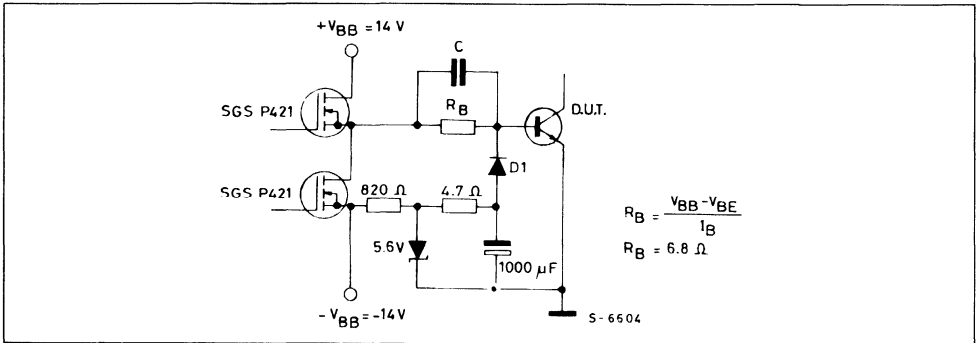 +VBB = 14 V
C
SGS P421
RB
D.U.T.
D1
SGS P421
820 Ω
4.7 Ω
RB = VBB-VBE
IB
5.6V
RB = 6.8 Ω
1000 µF
-VBB = -14 V
S-6604